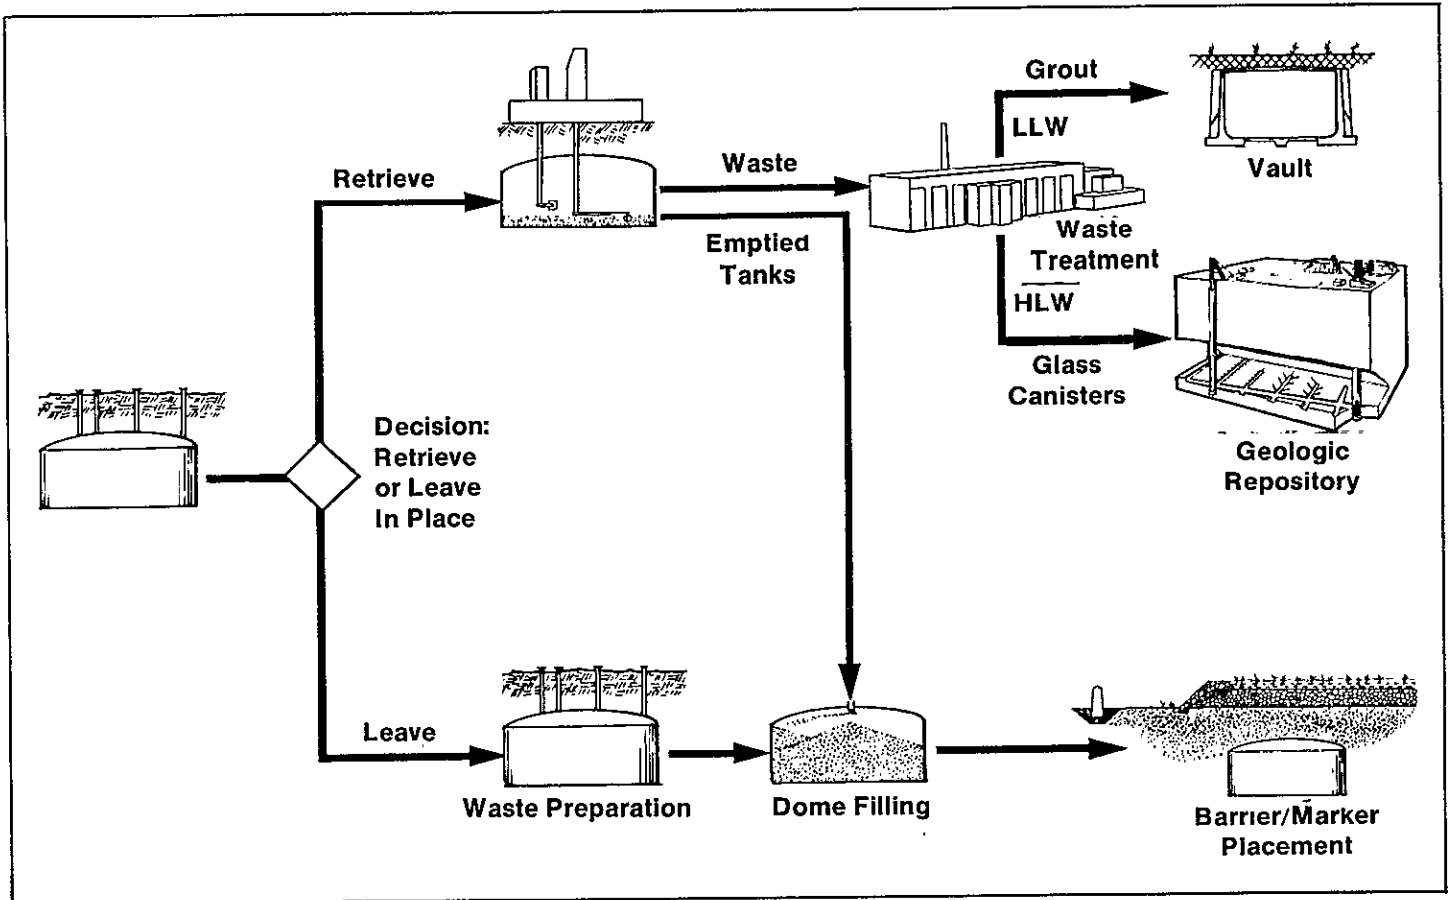 Grout
LLW
Vault
Retrieve
Waste
Emptied
Tanks
Waste
Treatment
HLW
Glass
Canisters
Geologic
Repository
Decision:
Retrieve
or Leave
In Place
Leave
Waste Preparation
Dome Filling
Barrier/Marker
Placement